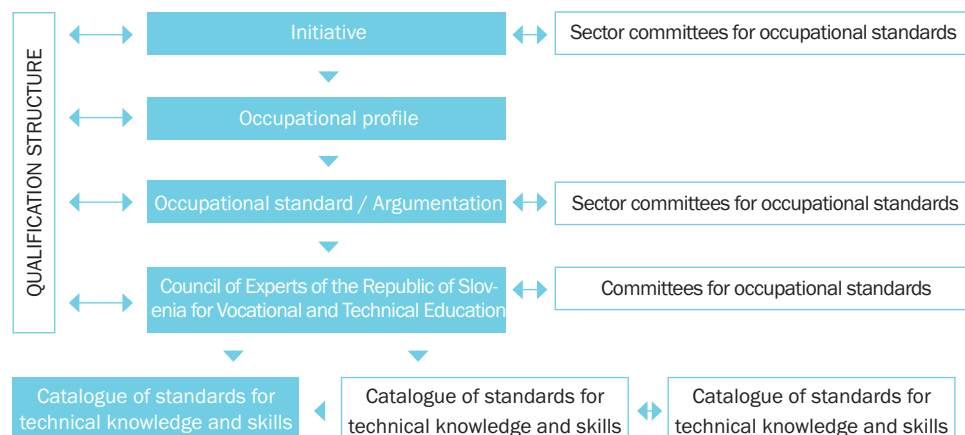 QUALIFICATION STRUCTURE
Initiative
Sector committees for occupational standards
Occupational profile
Occupational standard / Argumentation
Sector committees for occupational standards
Council of Experts of the Republic of Slov-
enia for Vocational and Technical Education
Committees for occupational standards
Catalogue of standards for
technical knowledge and skills
Catalogue of standards for
technical knowledge and skills
Catalogue of standards for
technical knowledge and skills